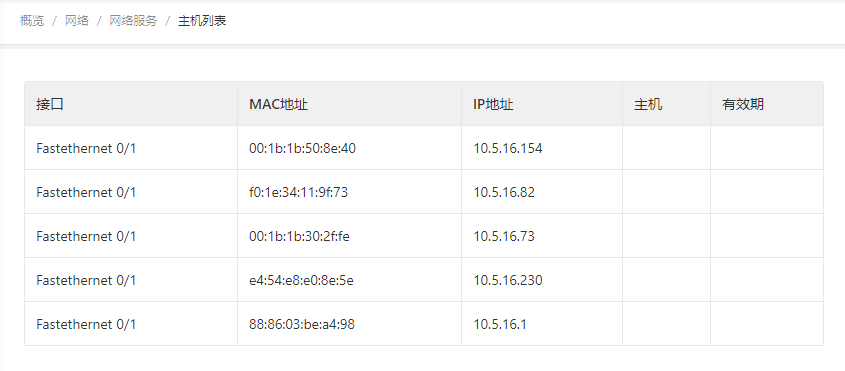 概览 / 网络 / 网络服务 / 主机列表
接口 MAC地址 IP地址 主机 有效期
Fastethernet 0/1 00:1b:1b:50:8e:40 10.5.16.154
Fastethernet 0/1 f0:1e:34:11:9f:73 10.5.16.82
Fastethernet 0/1 00:1b:1b:30:2f:fe 10.5.16.73
Fastethernet 0/1 e4:54:e8:e0:8e:5e 10.5.16.230
Fastethernet 0/1 88:86:03:be:a4:98 10.5.16.1